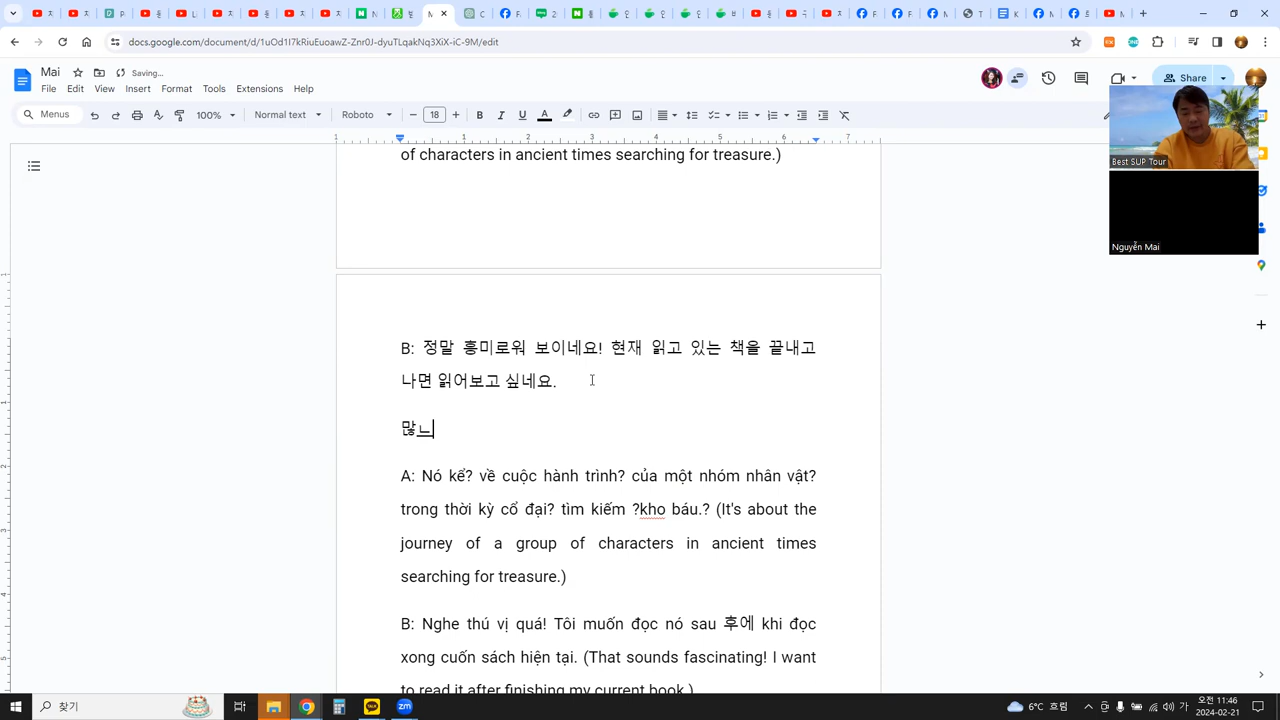 docs.google.com/document/d/1uOd1I7kRiuEuoawZ-Znr0J-dyuTLqakNq3XiX-iC-9M/edit
Mai
Saving...
File Edit View Insert Format Tools Extensions Help
Share
Menus
100%
Normal text
Roboto
18
of characters in ancient times searching for treasure.)
Best SUP Tour
Nguyễn Mai
B: 정말 흥미로워 보이네요! 현재 읽고 있는 책을 끝내고
나면 읽어보고 싶네요.
많느
A: Nó kể? về cuộc hành trình? của một nhóm nhân vật?
trong thời kỳ cổ đại? tìm kiếm ?kho báu.? (It's about the
journey of a group of characters in ancient times
searching for treasure.)
B: Nghe thú vị quá! Tôi muốn đọc nó sau 후에 khi đọc
xong cuốn sách hiện tại. (That sounds fascinating! I want
to read it after finishing my current book.)
찾기
6°C 흐림
가
오전 11:46
2024-02-21